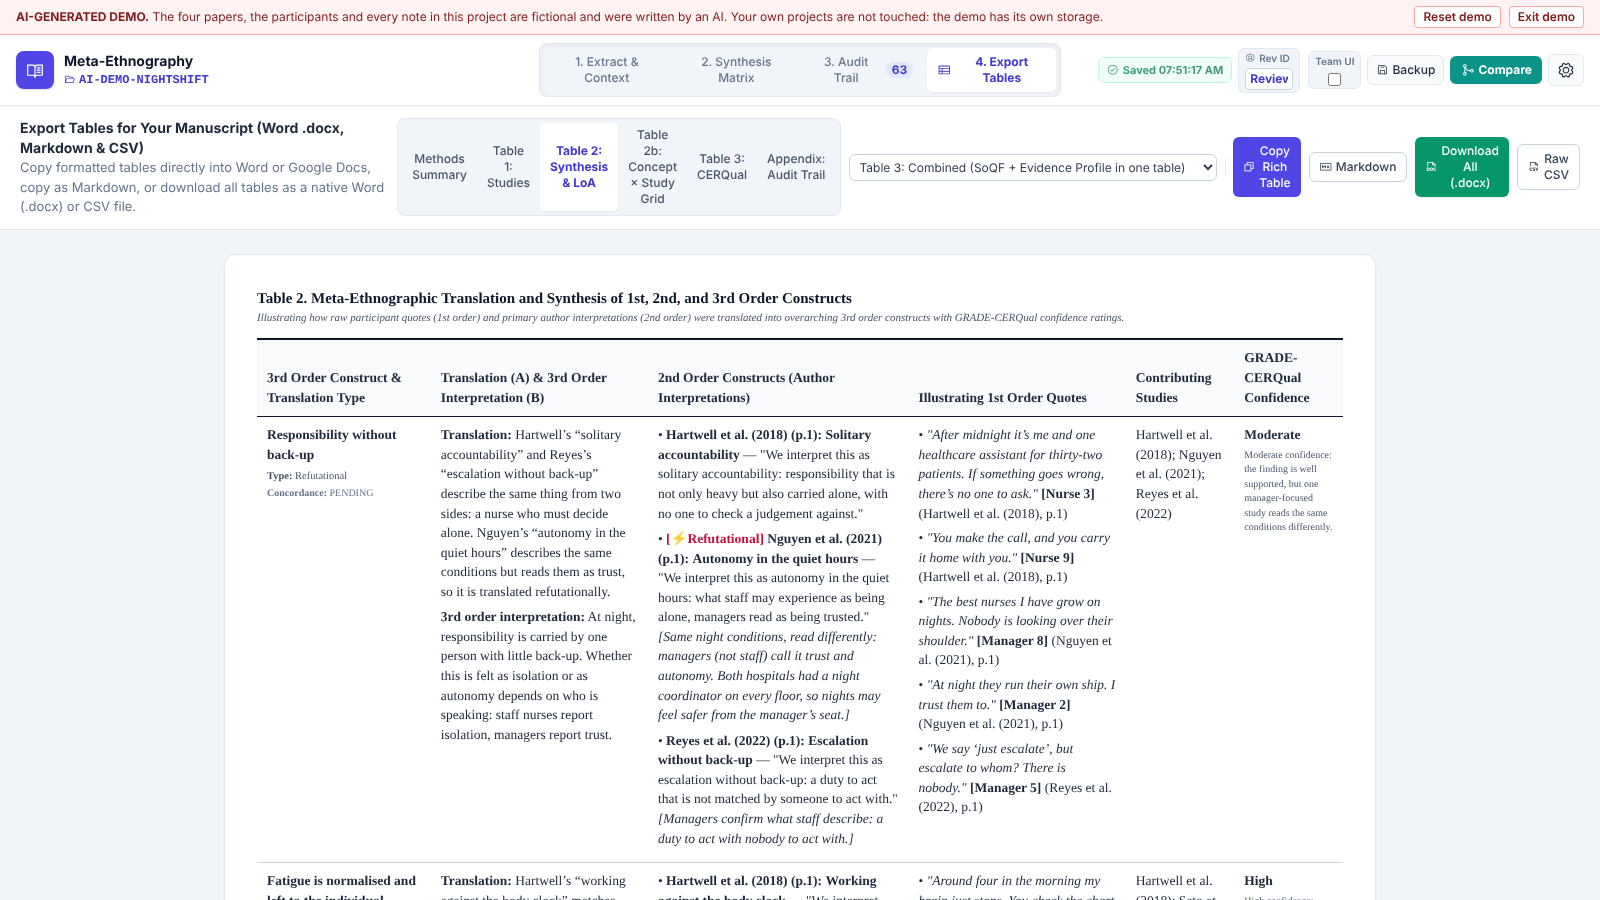 AI-GENERATED DEMO. The four papers, the participants and every note in this project are fictional and were written by an AI. Your own projects are not touched: the demo has its own storage.
Reset demo
Exit demo
Meta-Ethnography
AI-DEMO-NIGHTSHIFT
1. Extract &
Context
2. Synthesis
Matrix
3. Audit
Trail
63
4. Export
Tables
Saved 07:51:17 AM
Rev ID
Review
Team UI
Backup
Compare
Export Tables for Your Manuscript (Word .docx,
Markdown & CSV)
Copy formatted tables directly into Word or Google Docs,
copy as Markdown, or download all tables as a native Word
(.docx) or CSV file.
Methods
Summary
Table
1:
Studies
Table 2:
Synthesis
& LoA
Table
2b:
Concept
× Study
Grid
Table 3:
CERQual
Appendix:
Audit Trail
Table 3: Combined (SoQF + Evidence Profile in one table)
Copy
Rich
Table
Markdown
Download
All
(.docx)
Raw
CSV
Table 2. Meta-Ethnographic Translation and Synthesis of 1st, 2nd, and 3rd Order Constructs
Illustrating how raw participant quotes (1st order) and primary author interpretations (2nd order) were translated into overarching 3rd order constructs with GRADE-CERQual confidence ratings.
3rd Order Construct &
Translation Type
Translation (A) & 3rd Order
Interpretation (B)
2nd Order Constructs (Author
Interpretations)
Illustrating 1st Order Quotes
Contributing
Studies
GRADE-
CERQual
Confidence
Responsibility without
back-up
Type: Refutational
Concordance: PENDING
Translation: Hartwell’s “solitary
accountability” and Reyes’s
“escalation without back-up”
describe the same thing from two
sides: a nurse who must decide
alone. Nguyen’s “autonomy in the
quiet hours” describes the same
conditions but reads them as trust,
so it is translated refutationally.
3rd order interpretation: At night,
responsibility is carried by one
person with little back-up. Whether
this is felt as isolation or as
autonomy depends on who is
speaking: staff nurses report
isolation, managers report trust.
• Hartwell et al. (2018) (p.1): Solitary
accountability — "We interpret this as
solitary accountability: responsibility that is
not only heavy but also carried alone, with
no one to check a judgement against."
• [⚡Refutational] Nguyen et al. (2021)
(p.1): Autonomy in the quiet hours —
"We interpret this as autonomy in the quiet
hours: what staff may experience as being
alone, managers read as being trusted."
[Same night conditions, read differently:
managers (not staff) call it trust and
autonomy. Both hospitals had a night
coordinator on every floor, so nights may
feel safer from the manager’s seat.]
• Reyes et al. (2022) (p.1): Escalation
without back-up — "We interpret this as
escalation without back-up: a duty to act
that is not matched by someone to act with."
[Managers confirm what staff describe: a
duty to act with nobody to act with.]
• "After midnight it’s me and one
healthcare assistant for thirty-two
patients. If something goes wrong,
there’s no one to ask." [Nurse 3]
(Hartwell et al. (2018), p.1)
• "You make the call, and you carry
it home with you." [Nurse 9]
(Hartwell et al. (2018), p.1)
• "The best nurses I have grow on
nights. Nobody is looking over their
shoulder." [Manager 8] (Nguyen et
al. (2021), p.1)
• "At night they run their own ship. I
trust them to." [Manager 2]
(Nguyen et al. (2021), p.1)
• "We say ‘just escalate’, but
escalate to whom? There is
nobody." [Manager 5] (Reyes et al.
(2022), p.1)
Hartwell et al.
(2018); Nguyen
et al. (2021);
Reyes et al.
(2022)
Moderate
Moderate confidence:
the finding is well
supported, but one
manager-focused
study reads the same
conditions differently.
Fatigue is normalised and
left to the individual
Translation: Hartwell’s “working
against the body clock” matches
• Hartwell et al. (2018) (p.1): Working
against the body clock — "We interpret
• "Around four in the morning my
brain just stops. You check the chart
Hartwell et al.
(2018); Seto et
High